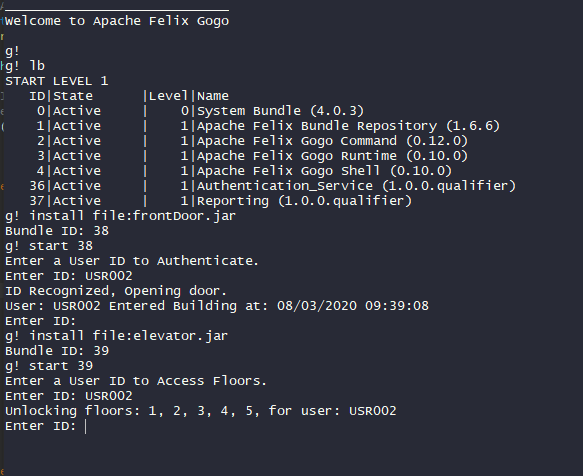 Welcome to Apache Felix Gogo
g!
g! lb
START LEVEL 1
   ID|State      |Level|Name
    0|Active     |    0|System Bundle (4.0.3)
    1|Active     |    1|Apache Felix Bundle Repository (1.6.6)
    2|Active     |    1|Apache Felix Gogo Command (0.12.0)
    3|Active     |    1|Apache Felix Gogo Runtime (0.10.0)
    4|Active     |    1|Apache Felix Gogo Shell (0.10.0)
   36|Active     |    1|Authentication_Service (1.0.0.qualifier)
   37|Active     |    1|Reporting (1.0.0.qualifier)
g! install file:frontDoor.jar
Bundle ID: 38
g! start 38
Enter a User ID to Authenticate.
Enter ID: USR002
ID Recognized, Opening door.
User: USR002 Entered Building at: 08/03/2020 09:39:08
Enter ID:
g! install file:elevator.jar
Bundle ID: 39
g! start 39
Enter a User ID to Access Floors.
Enter ID: USR002
Unlocking floors: 1, 2, 3, 4, 5, for user: USR002
Enter ID: